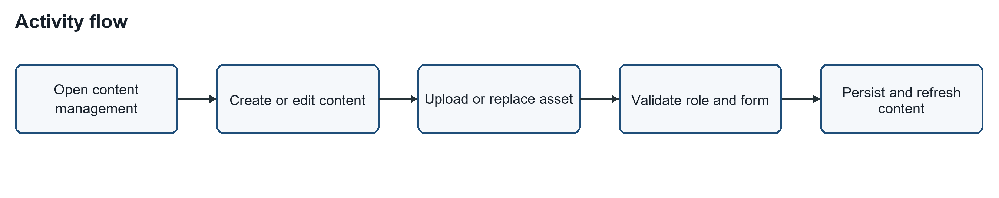 Activity flow
Open content
management
Create or edit content
Upload or replace asset
Validate role and form
Persist and refresh
content